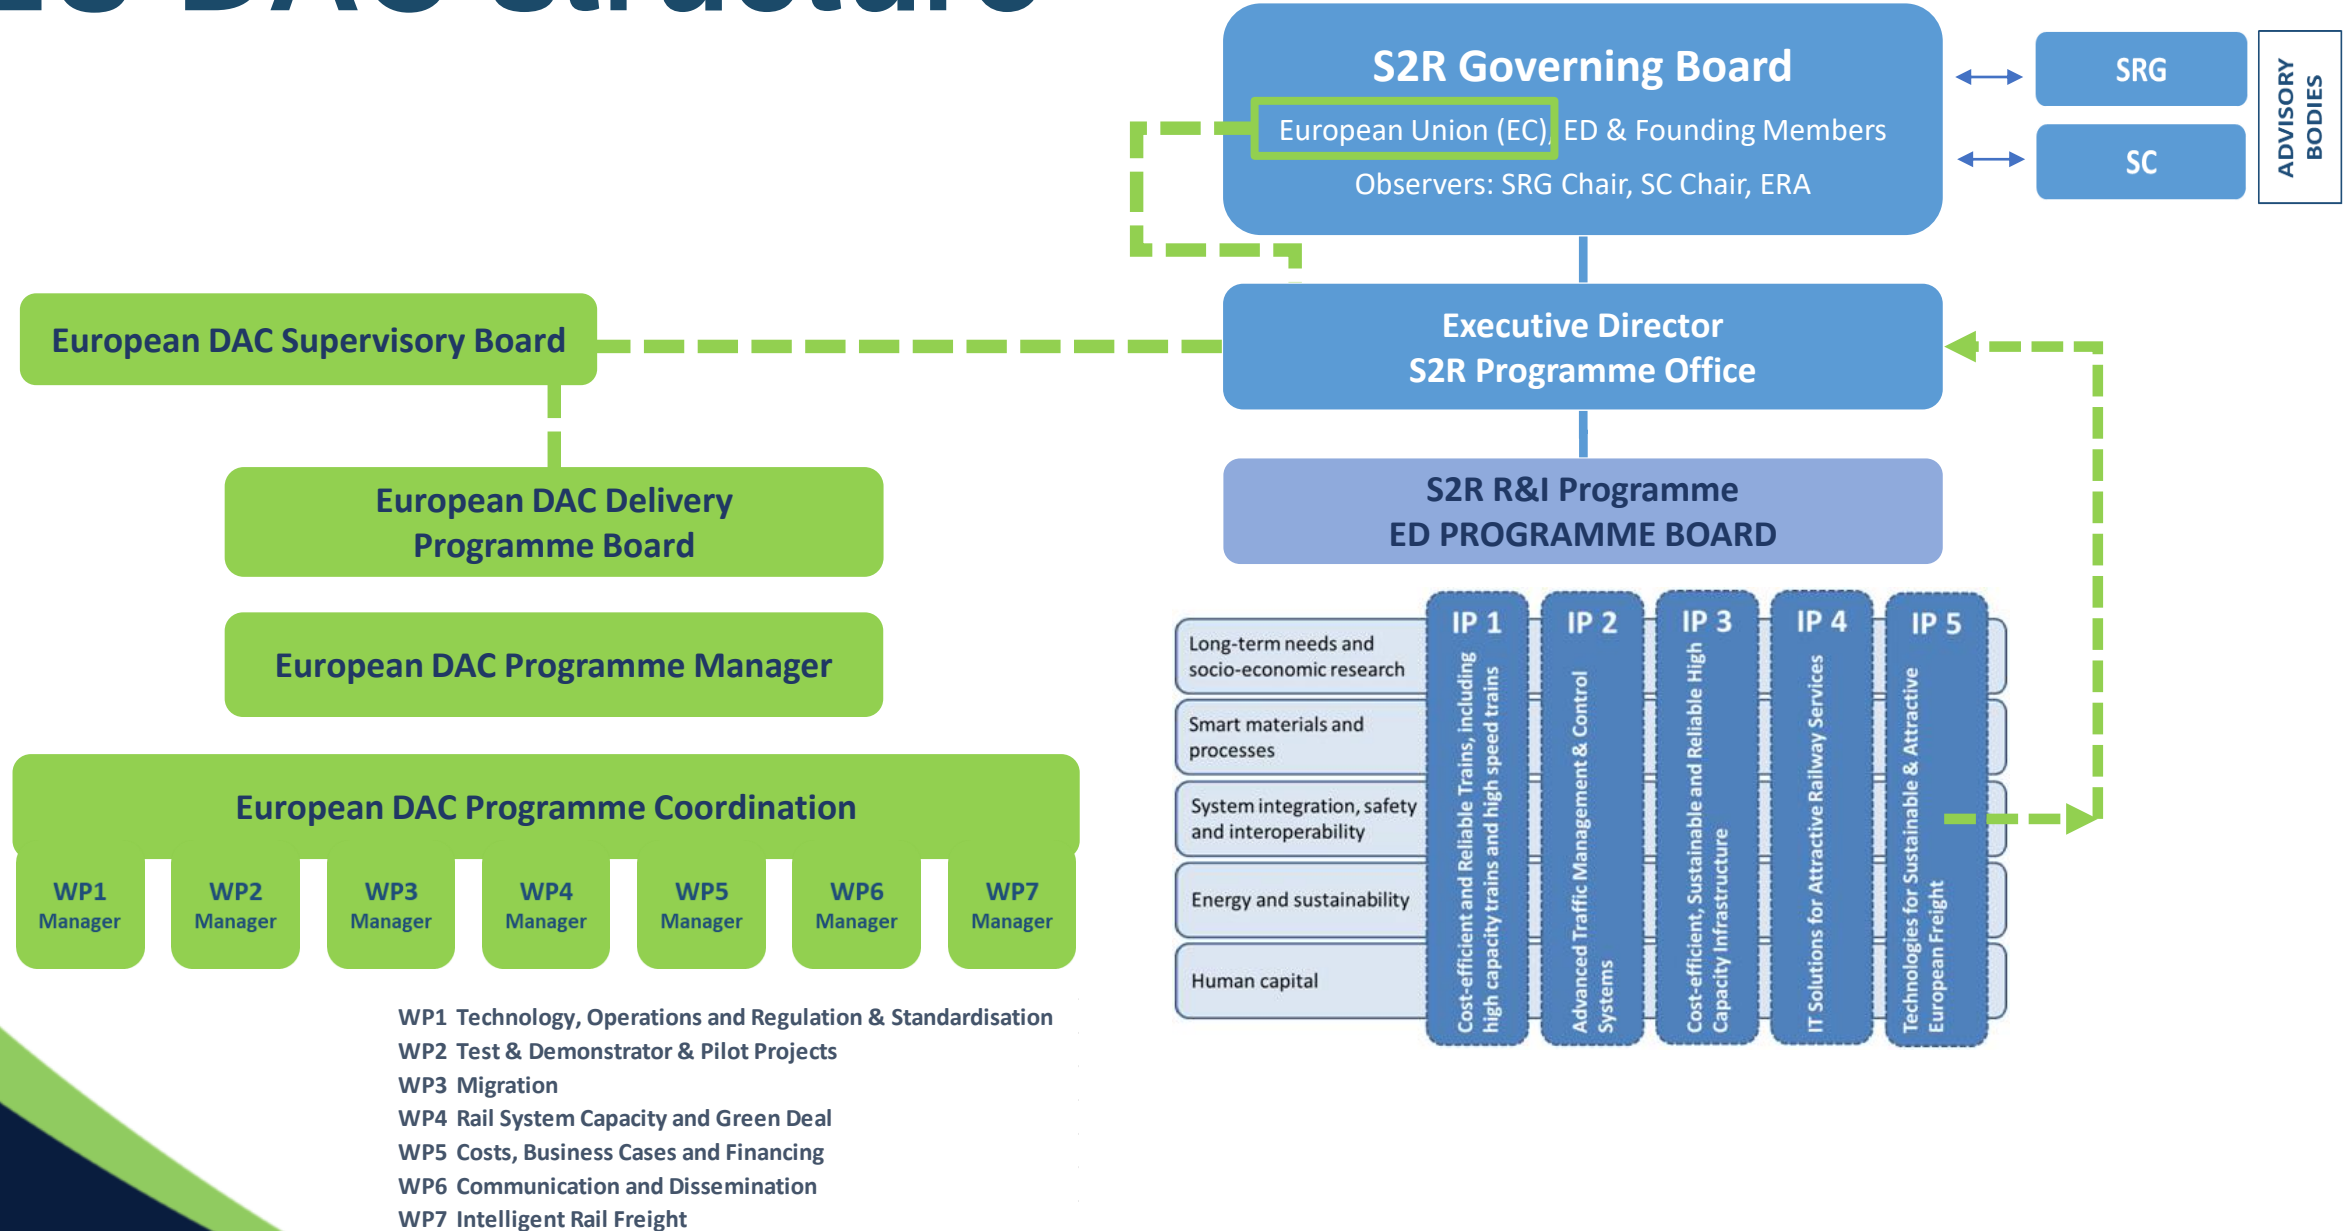 EU DAC Structure
S2R Governing Board
European Union (EC), ED & Founding Members
Observers: SRG Chair, SC Chair, ERA
SRG
SC
ADVISORY
BODIES
European DAC Supervisory Board
Executive Director
S2R Programme Office
European DAC Delivery
Programme Board
S2R R&I Programme
ED PROGRAMME BOARD
European DAC Programme Manager
European DAC Programme Coordination
WP1
Manager
WP2
Manager
WP3
Manager
WP4
Manager
WP5
Manager
WP6
Manager
WP7
Manager
WP1 Technology, Operations and Regulation & Standardisation
WP2 Test & Demonstrator & Pilot Projects
WP3 Migration
WP4 Rail System Capacity and Green Deal
WP5 Costs, Business Cases and Financing
WP6 Communication and Dissemination
WP7 Intelligent Rail Freight
Long-term needs and
socio-economic research
Smart materials and
processes
System integration, safety
and interoperability
Energy and sustainability
Human capital
IP 1
Cost-efficient and Reliable Trains, including
high capacity trains and high speed trains
IP 2
Advanced Traffic Management & Control
Systems
IP 3
Cost-efficient, Sustainable and Reliable High
Capacity Infrastructure
IP 4
IT Solutions for Attractive Railway Services
IP 5
Technologies for Sustainable & Attractive
European Freight